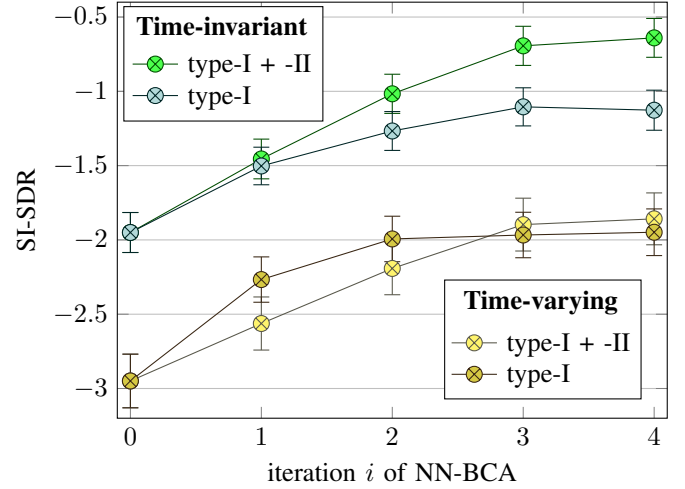 −0.5
−1
−1.5
−2
−2.5
−3
SI-SDR
Time-invariant
type-I + -II
type-I
Time-varying
type-I + -II
type-I
0 1 2 3 4
iteration i of NN-BCA